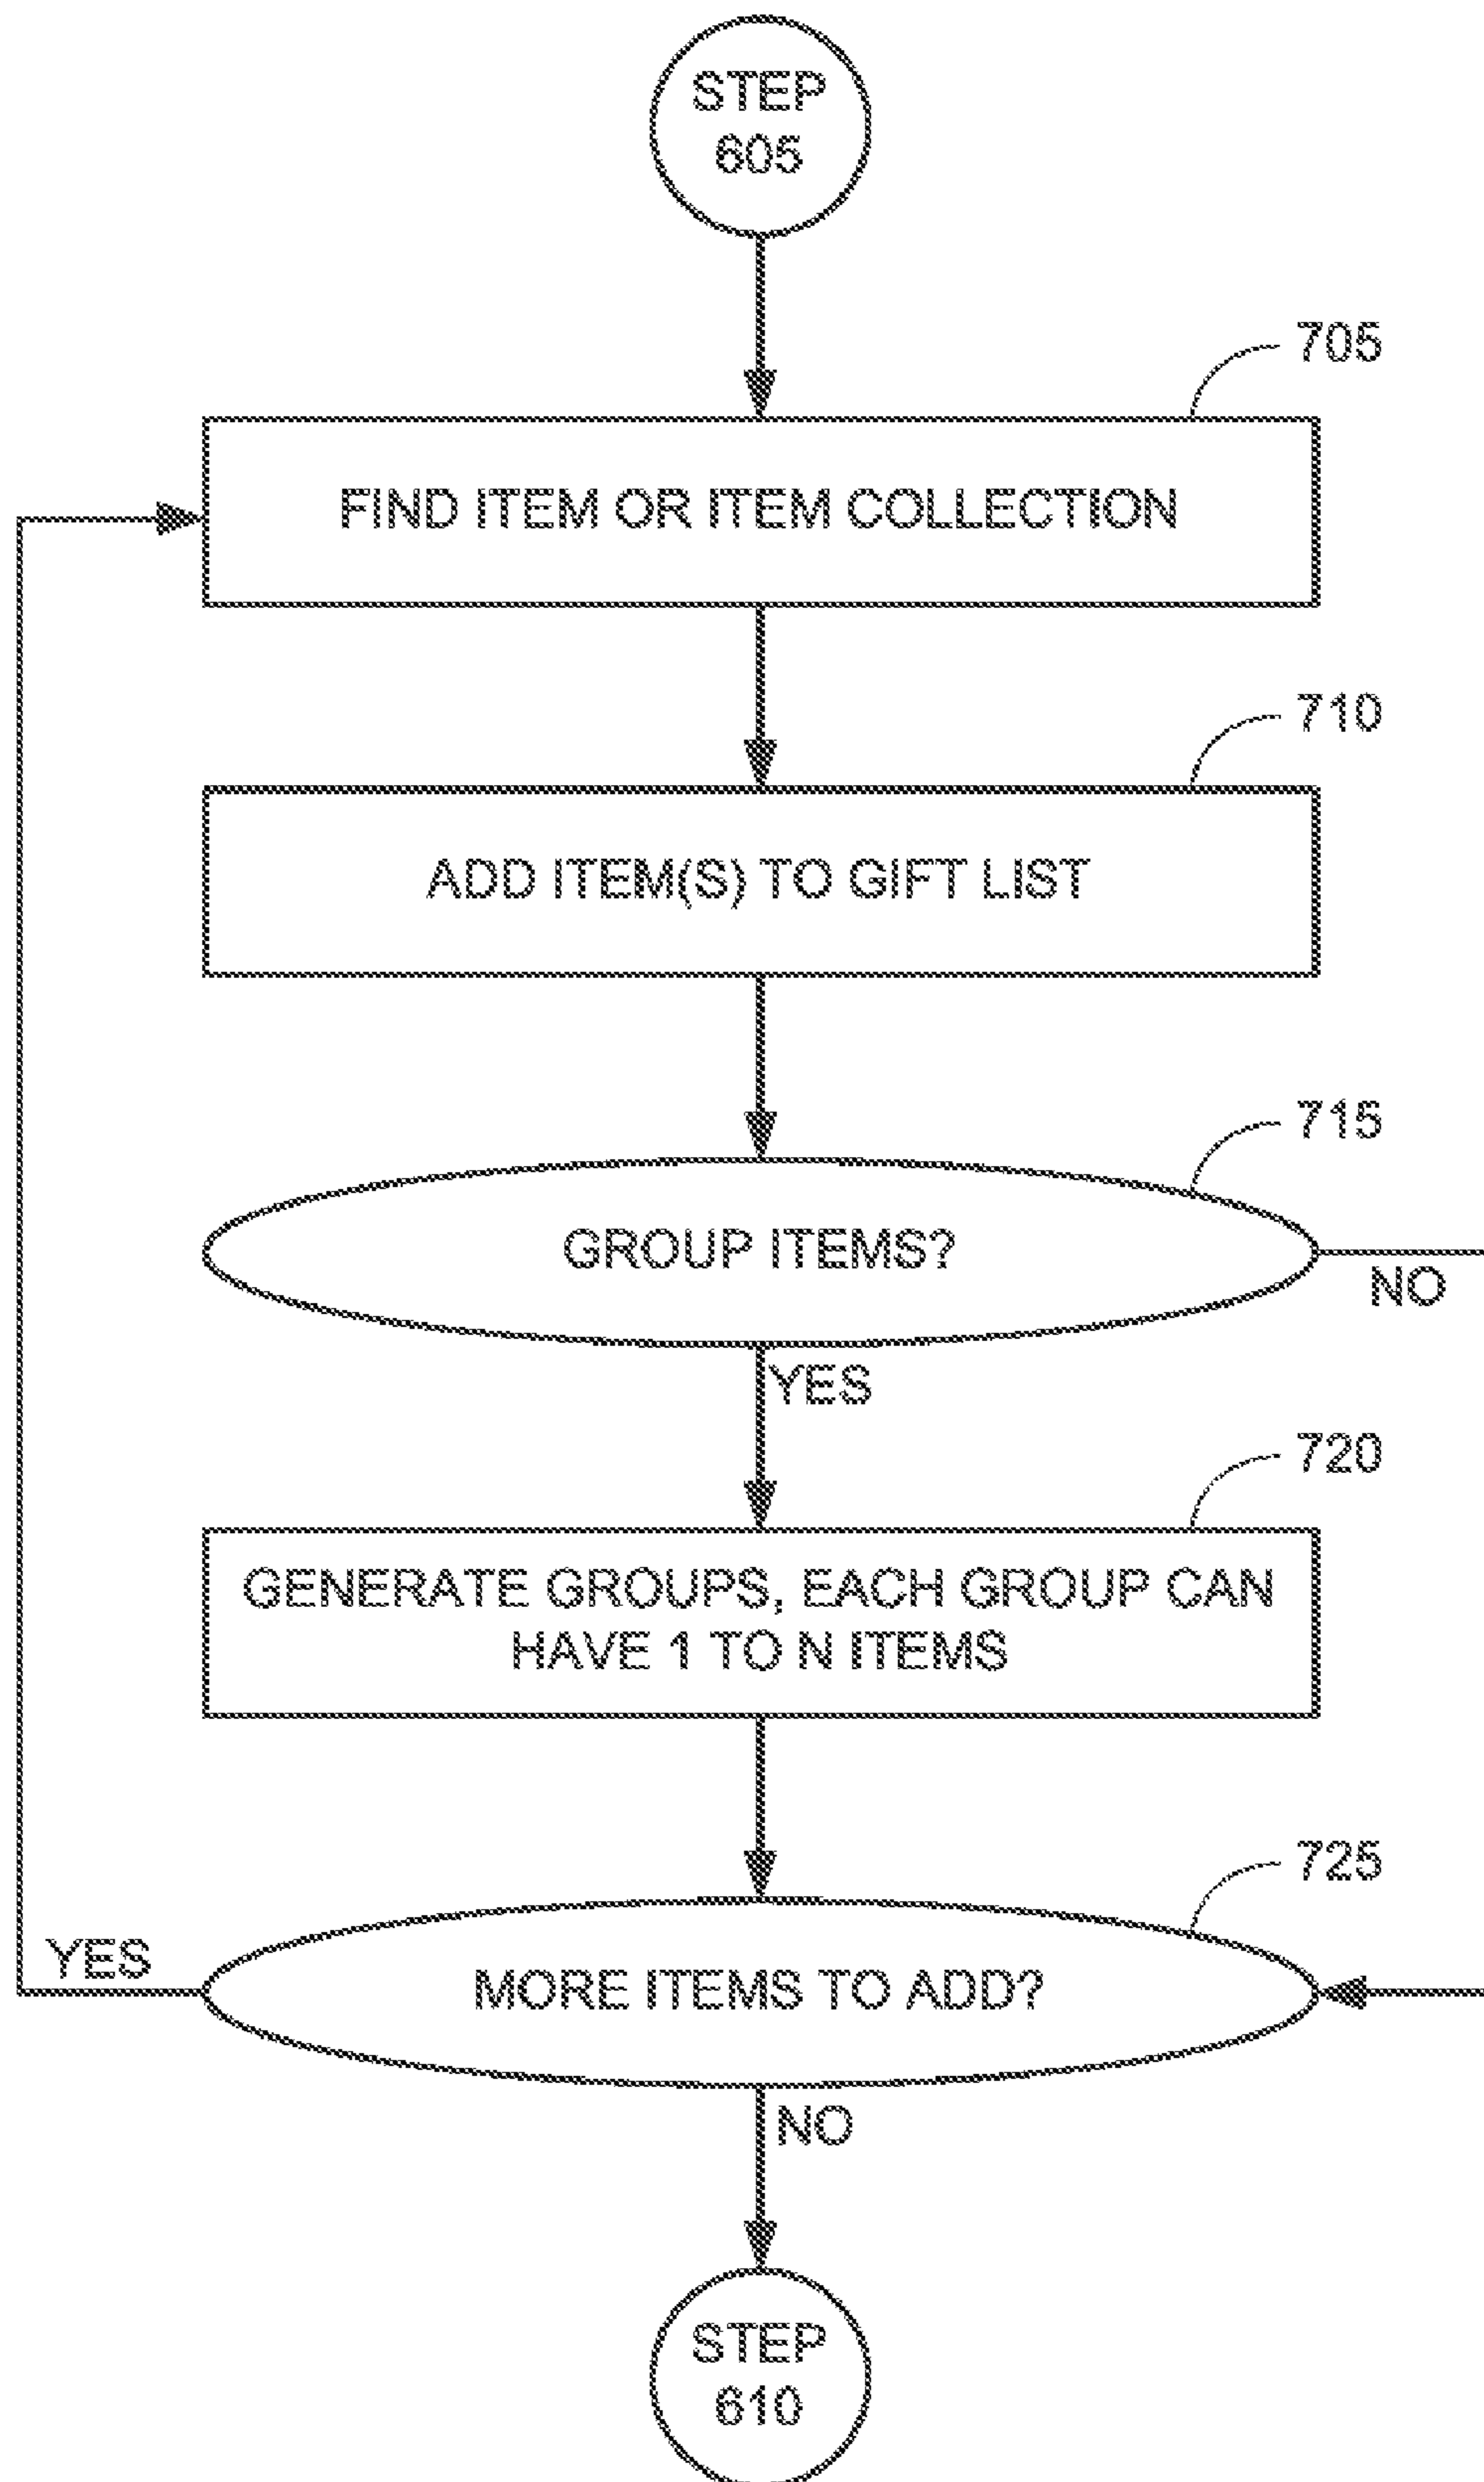 STEP
605
705
FIND ITEM OR ITEM COLLECTION
710
ADD ITEM(S) TO GIFT LIST
715
GROUP ITEMS?
NO
YES
720
GENERATE GROUPS, EACH GROUP CAN
HAVE 1 TO N ITEMS
725
YES
MORE ITEMS TO ADD?
NO
STEP
610